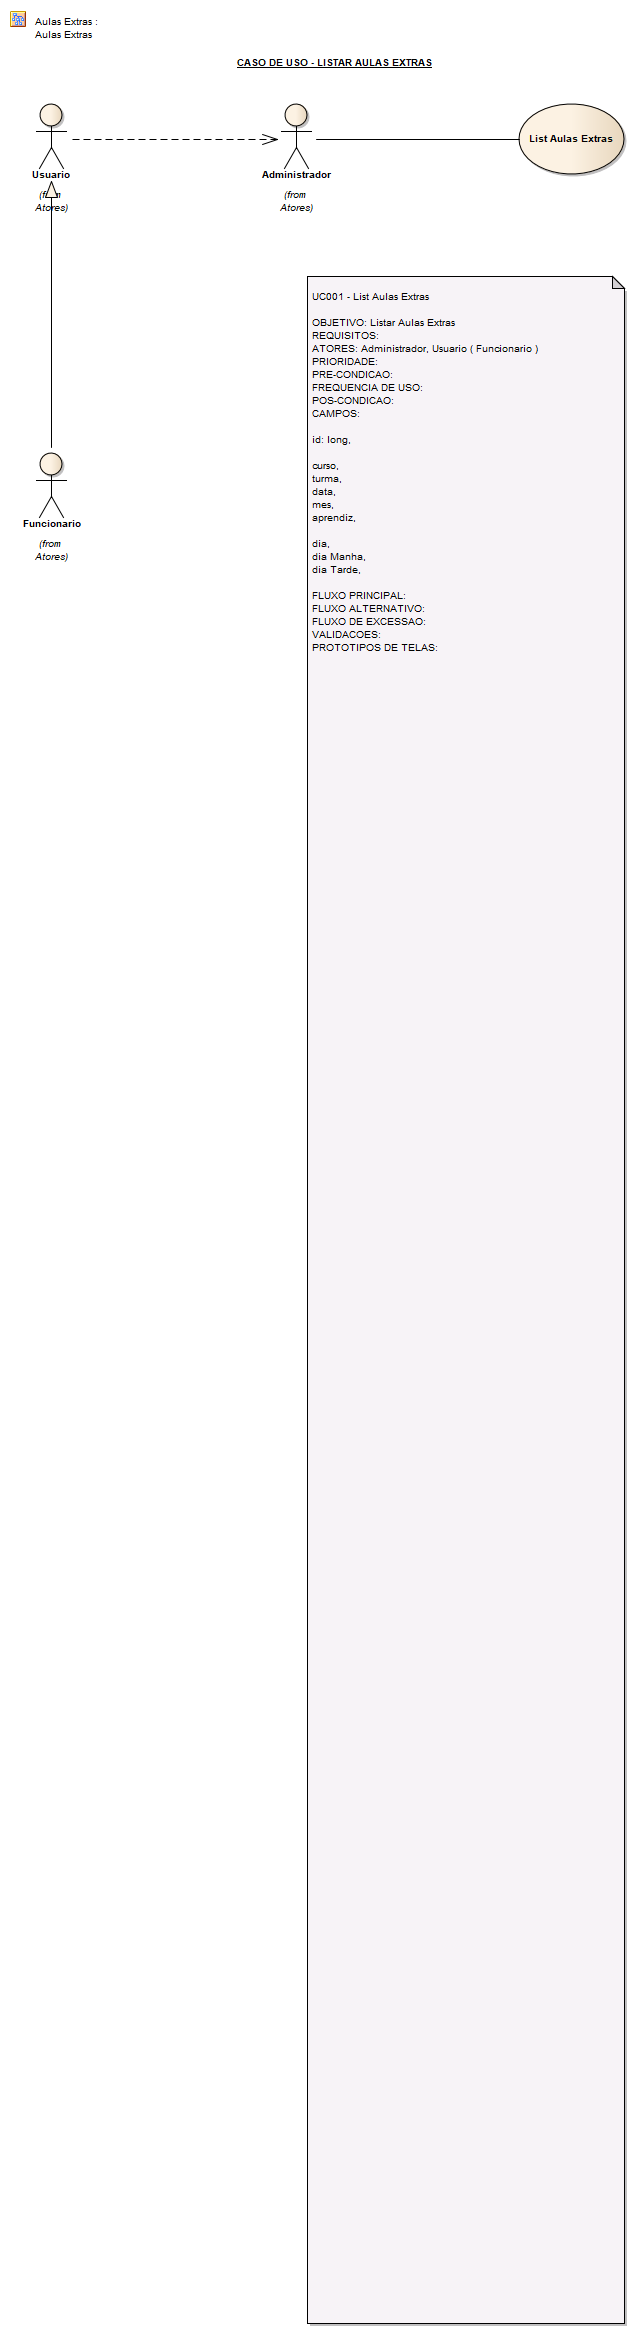 Aulas Extras :
Aulas Extras
CASO DE USO - LISTAR AULAS EXTRAS
Usuario
(from
Atores)
Administrador
(from
Atores)
List Aulas Extras
UC001 - List Aulas Extras
OBJETIVO: Listar Aulas Extras
REQUISITOS:
ATORES: Administrador, Usuario ( Funcionario )
PRIORIDADE:
PRE-CONDICAO:
FREQUENCIA DE USO:
POS-CONDICAO:
CAMPOS:
id: long,
curso,
turma,
data,
mes,
aprendiz,
dia,
dia Manha,
dia Tarde,
FLUXO PRINCIPAL:
FLUXO ALTERNATIVO:
FLUXO DE EXCESSAO:
VALIDACOES:
PROTOTIPOS DE TELAS:
Funcionario
(from
Atores)